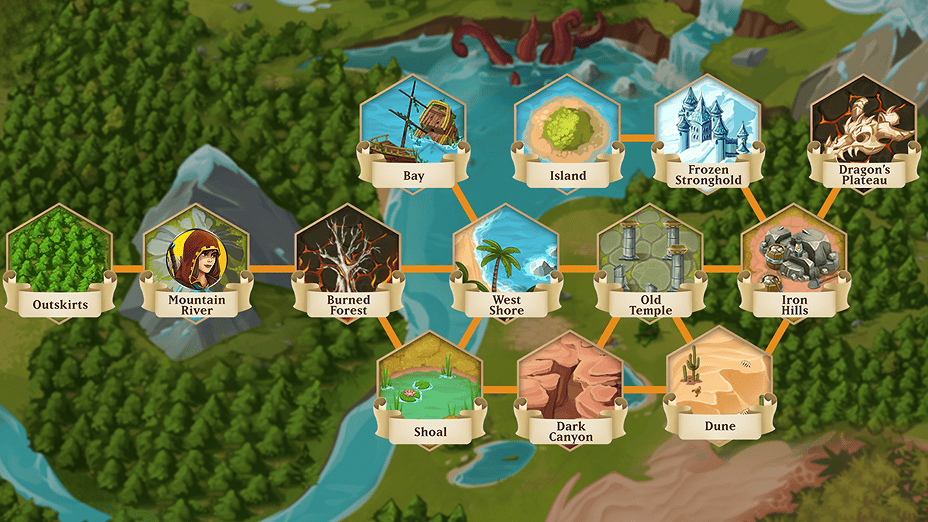 Bay
Island
Frozen
Stronghold
Dragon's
Plateau
Outskirts
Mountain
River
Burned
Forest
West
Shore
Old
Temple
Iron
Hills
Shoal
Dark
Canyon
Dune